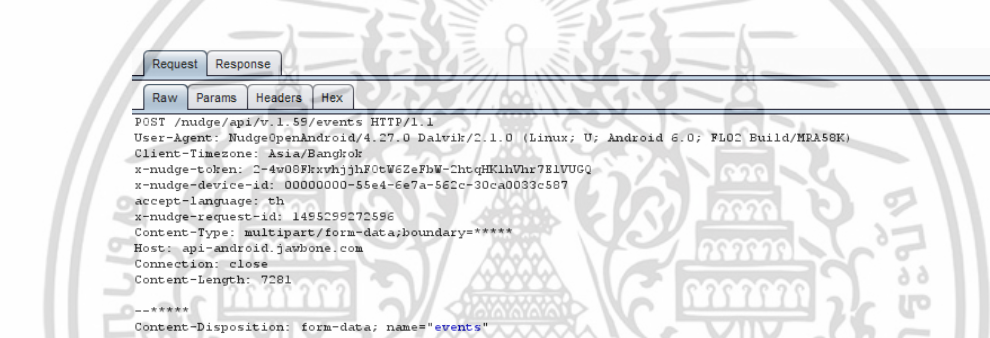 Request Response
Raw Params Headers Hex
POST /nudge/api/v.1.59/events HTTP/1.1
User-Agent: NudgeOpenAndroid/4.27.0 Dalvik/2.1.0 (Linux; U; Android 6.0; FLO2 Build/MRA58K)
Client-Timezone: Asia/Bangkok
x-nudge-token:
x-nudge-device-id: 00000000-55e4-6e7a-562c-30ca0033c587
accept-language: th
x-nudge-request-id: 1495299272596
Content-Type: multipart/form-data;boundary=*****
Host: api-android.jawbone.com
Connection: close
Content-Length: 7281
--*****
Content-Disposition: form-data; name="events"